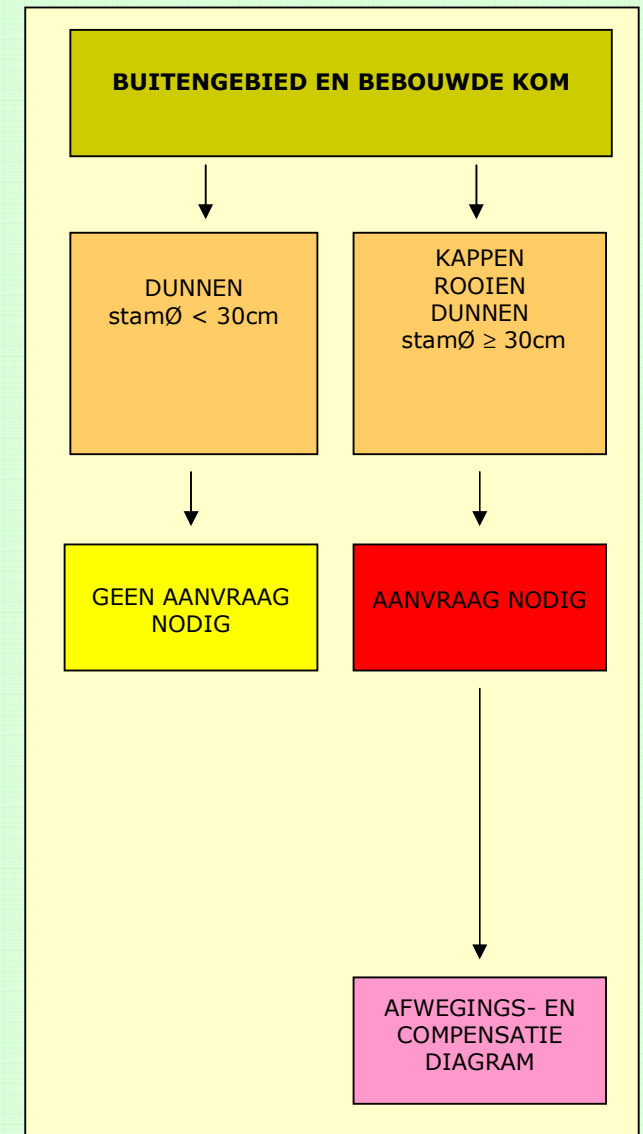 BUITENGEBIED EN BEBOUWDE KOM
DUNNEN
stamØ < 30cm
KAPPEN
ROOIEN
DUNNEN
stamØ ≥ 30cm
GEEN AANVRAAG
NODIG
AANVRAAG NODIG
AFWEGINGS- EN
COMPENSATIE
DIAGRAM